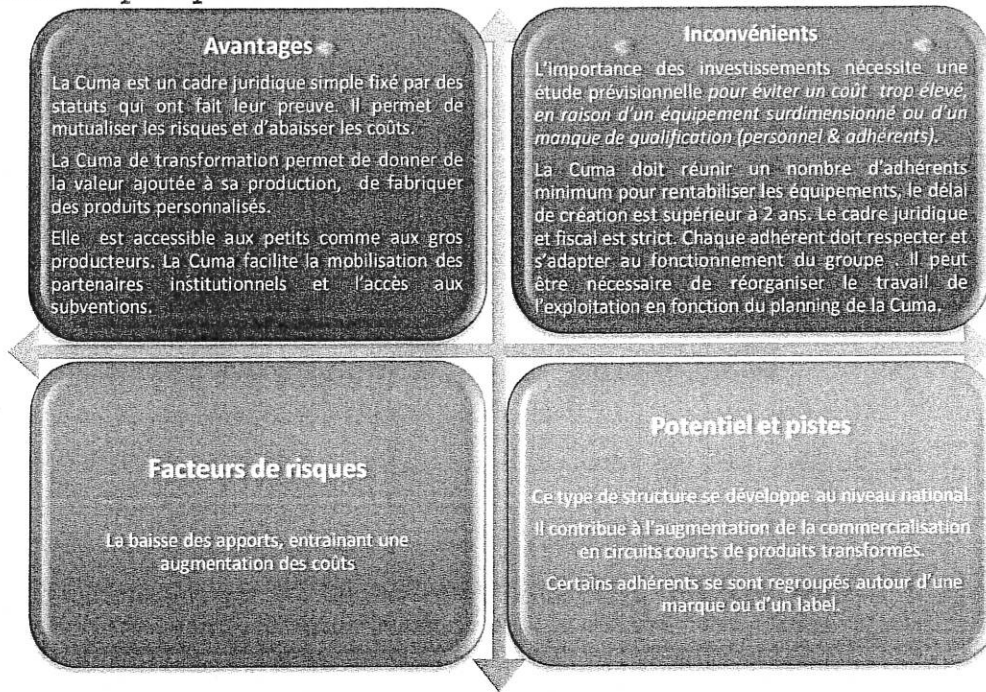 Avantages
La Cuma est un cadre juridique simple fixé par des
statuts qui ont fait leur preuve. Il permet de
mutualiser les risques et d'abaisser les coûts.
La Cuma de transformation permet de donner de
la valeur ajoutée à sa production, de fabriquer
des produits personnalisés.
Elle est accessible aux petits comme aux gros
producteurs. La Cuma facilite la mobilisation des
partenaires institutionnels et l'accès aux
subventions.
Inconvénients
L'importance des investissements nécessite une
étude prévisionnelle pour éviter un coût trop élevé,
en raison d'un équipement surdimensionné ou d'un
manque de qualification (personnel & adhérents).
La Cuma doit réunir un nombre d'adhérents
minimum pour rentabiliser les équipements, le délai
de création est supérieur à 2 ans. Le cadre juridique
et fiscal est strict. Chaque adhérent doit respecter et
s'adapter au fonctionnement du groupe . Il peut
être nécessaire de réorganiser le travail de
l'exploitation en fonction du planning de la Cuma.
Facteurs de risques
La baisse des apports, entraînant une
augmentation des coûts
Potentiel et pistes
Ce type de structure se développe au niveau national.
Il contribue à l'augmentation de la commercialisation
en circuits courts de produits transformés.
Certains adhérents se sont regroupés autour d'une
marque ou d'un label.